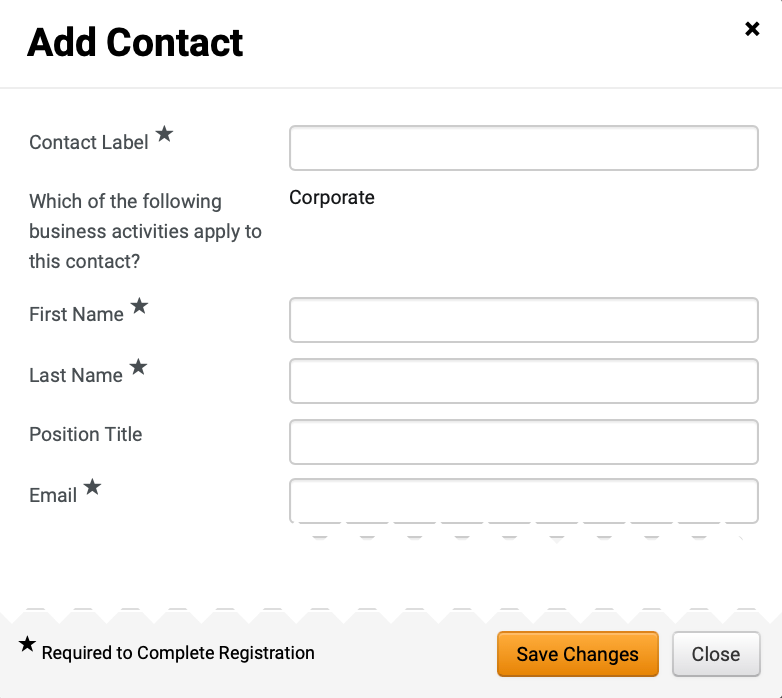 Add Contact
Contact Label ★
Which of the following
business activities apply to
this contact?
Corporate
First Name ★
Last Name ★
Position Title
Email ★
★ Required to Complete Registration
Save Changes
Close